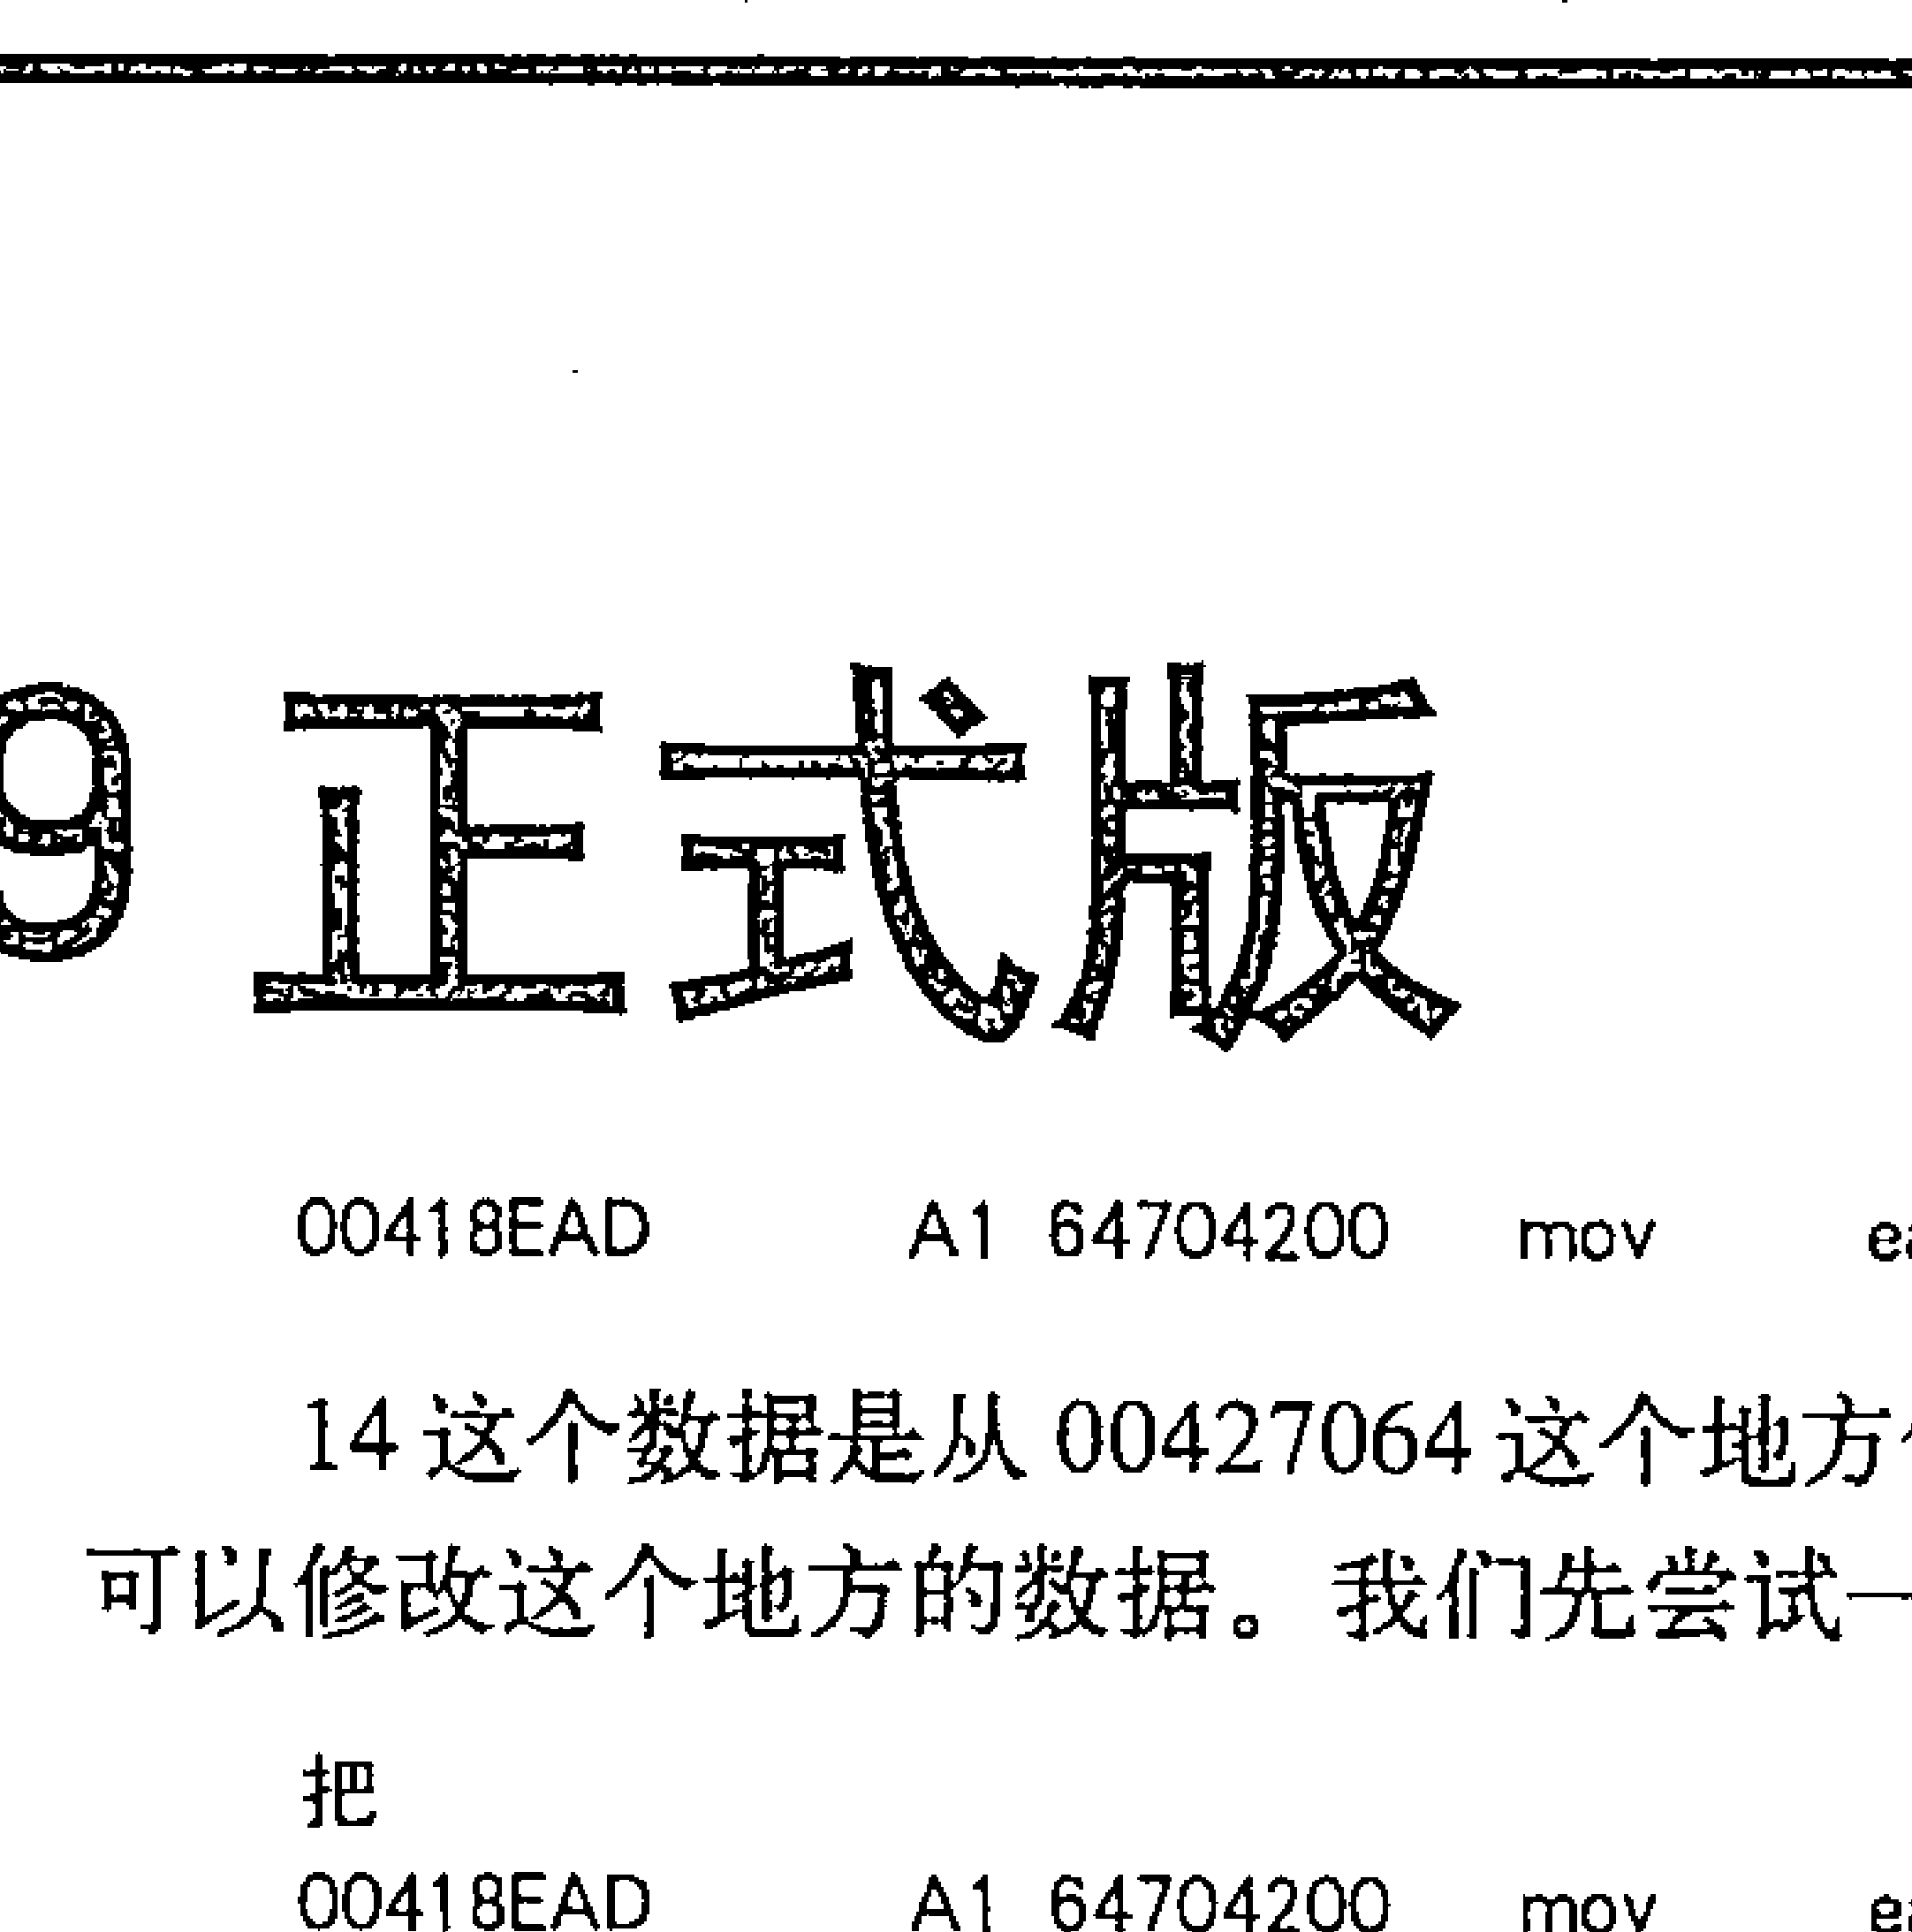 9 正式版
00418EAD A1 64704200 mov
14 这个数据是从 00427064 这个地方
可以修改这个地方的数据。我们先尝试一
把
00418EAD A1 64704200 mov